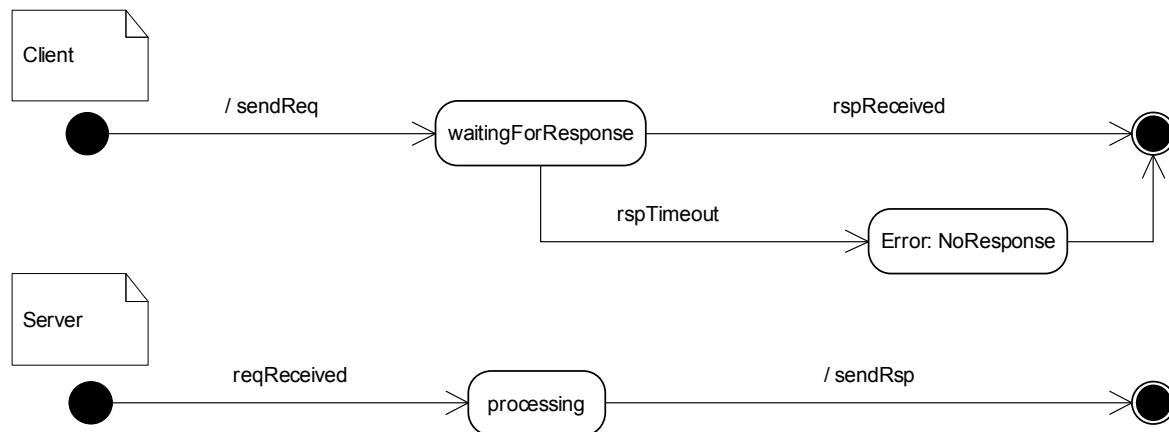 Client
/ sendReq
rspReceived
waitingForResponse
rspTimeout
Error: NoResponse
Server
reqReceived
/ sendRsp
processing